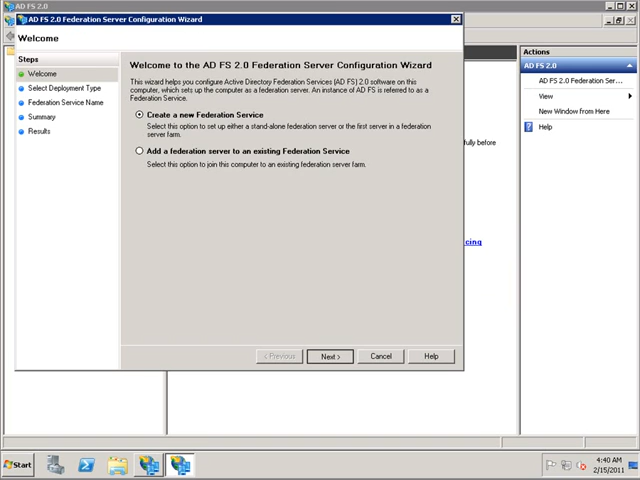 AD FS 2.0
AD FS 2.0 Federation Server Configuration Wizard
Welcome
Steps
Welcome
Select Deployment Type
Federation Service Name
Summary
Results
Welcome to the AD FS 2.0 Federation Server Configuration Wizard
This wizard helps you configure Active Directory Federation Services (AD FS) 2.0 software on this
computer, which sets up the computer as a federation server. An instance of AD FS is referred to as a
Federation Service.
Create a new Federation Service
Select this option to set up either a stand-alone federation server or the first server in a federation
server farm.
Add a federation server to an existing Federation Service
Select this option to join this computer to an existing federation server farm.
< Previous
Next >
Cancel
Help
fully before
cing
Actions
AD FS 2.0
AD FS 2.0 Federation Ser...
View
New Window from Here
Help
Start
4:40 AM
2/15/2011